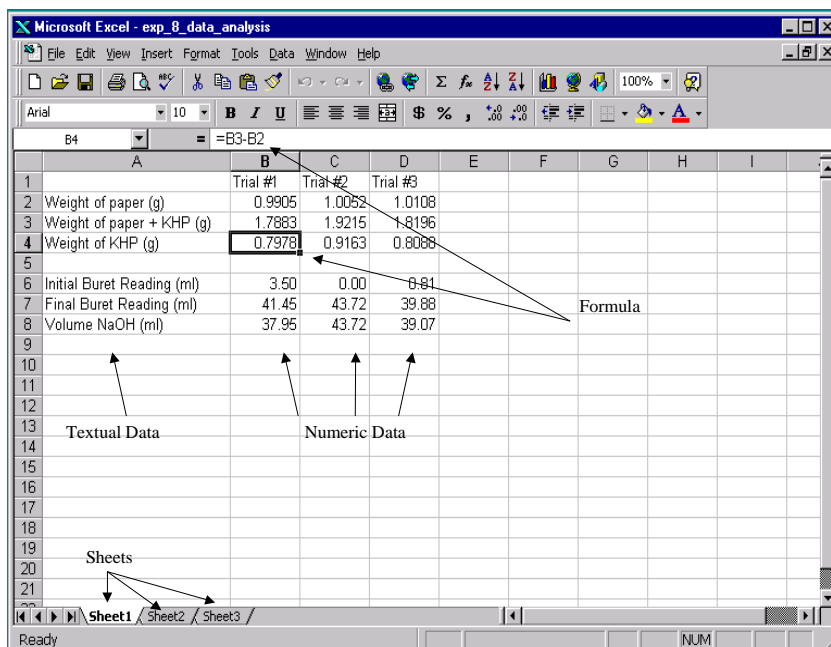 Microsoft Excel - exp_8_data_analysis
File Edit View Insert Format Tools Data Window Help
100%
Arial 10 B I U $ % ,
B4 = =B3-B2
A B C D E F G H I
1 Trial #1 Trial #2 Trial #3
2 Weight of paper (g) 0.9905 1.0052 1.0108
3 Weight of paper + KHP (g) 1.7883 1.9215 1.8196
4 Weight of KHP (g) 0.7978 0.9163 0.8088
5
6 Initial Buret Reading (ml) 3.50 0.00 0.81
7 Final Buret Reading (ml) 41.45 43.72 39.88
Formula
8 Volume NaOH (ml) 37.95 43.72 39.07
9
10
11
12
13
Textual Data Numeric Data
14
15
16
17
18
19
Sheets
20
21
Sheet1 Sheet2 Sheet3
Ready NUM